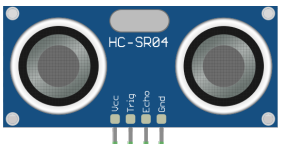 HC-SR04
Vcc
Trig
Echo
Gnd